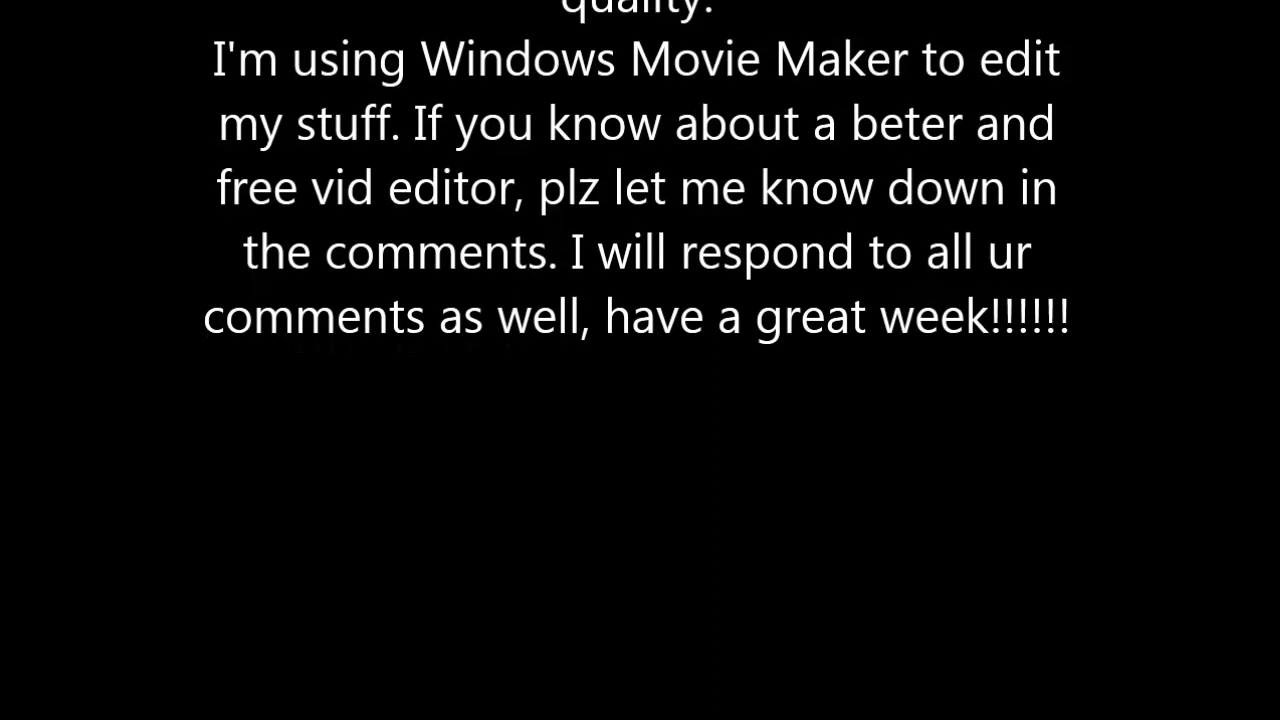 quality.
I'm using Windows Movie Maker to edit
my stuff. If you know about a beter and
free vid editor, plz let me know down in
the comments. I will respond to all ur
comments as well, have a great week!!!!!!